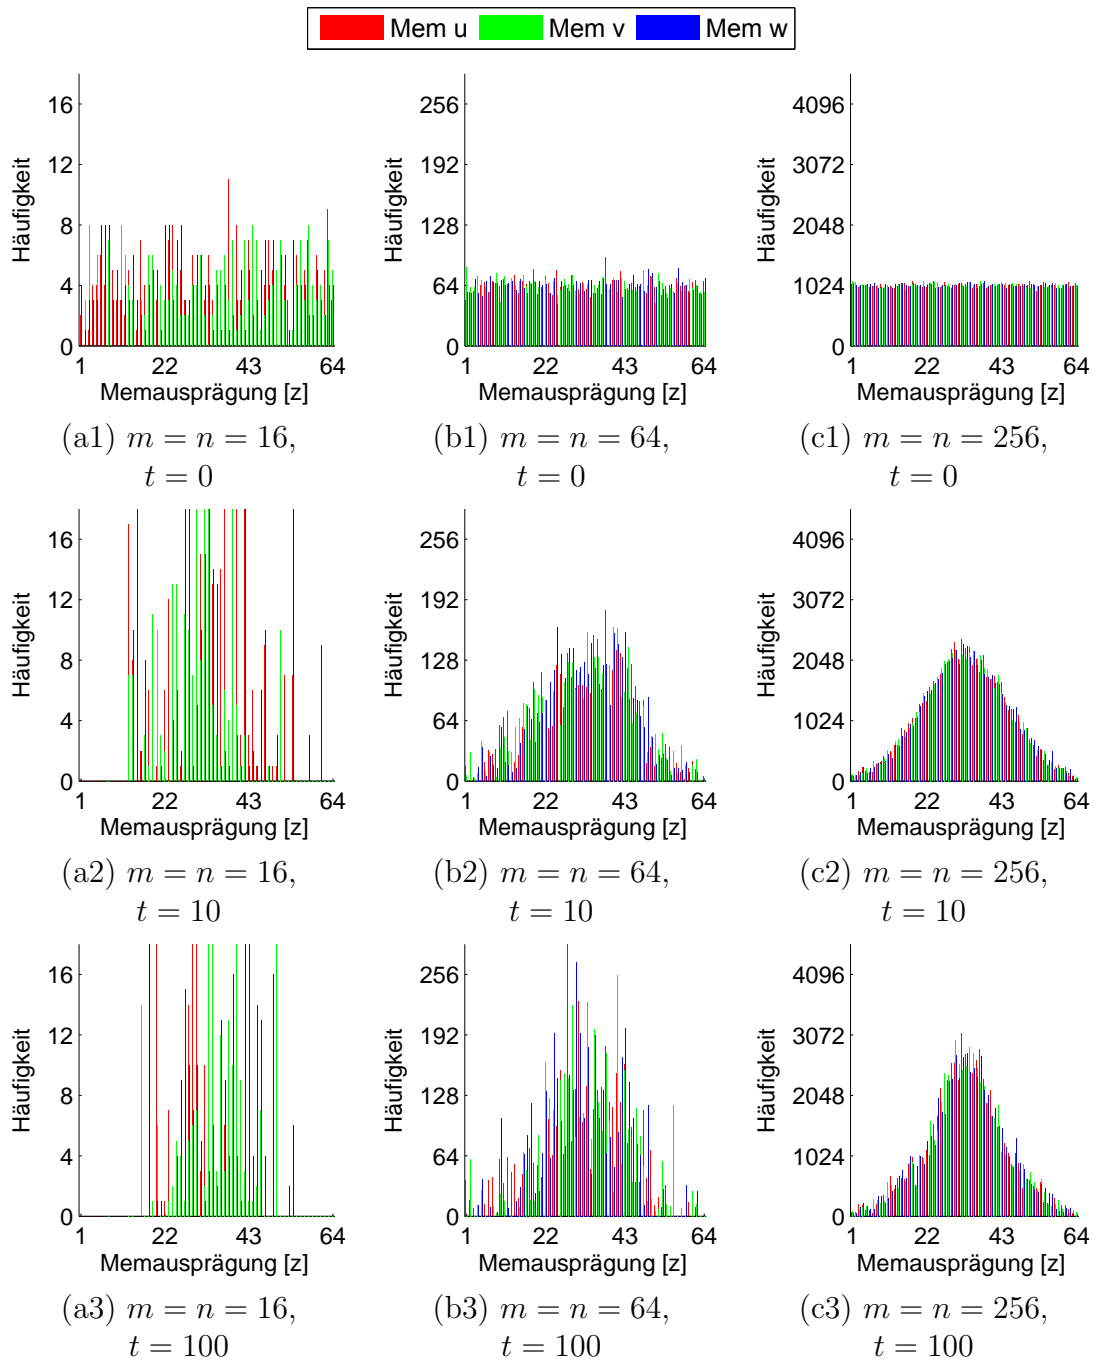 Mem u Mem v Mem w
16
12
8
4
0
1 22 43 64
Häufigkeit
Memausprägung [z]
(a1) m = n = 16,
t = 0
256
192
128
64
0
1 22 43 64
Häufigkeit
Memausprägung [z]
(b1) m = n = 64,
t = 0
4096
3072
2048
1024
0
1 22 43 64
Häufigkeit
Memausprägung [z]
(c1) m = n = 256,
t = 0
16
12
8
4
0
1 22 43 64
Häufigkeit
Memausprägung [z]
(a2) m = n = 16,
t = 10
256
192
128
64
0
1 22 43 64
Häufigkeit
Memausprägung [z]
(b2) m = n = 64,
t = 10
4096
3072
2048
1024
0
1 22 43 64
Häufigkeit
Memausprägung [z]
(c2) m = n = 256,
t = 10
16
12
8
4
0
1 22 43 64
Häufigkeit
Memausprägung [z]
(a3) m = n = 16,
t = 100
256
192
128
64
0
1 22 43 64
Häufigkeit
Memausprägung [z]
(b3) m = n = 64,
t = 100
4096
3072
2048
1024
0
1 22 43 64
Häufigkeit
Memausprägung [z]
(c3) m = n = 256,
t = 100